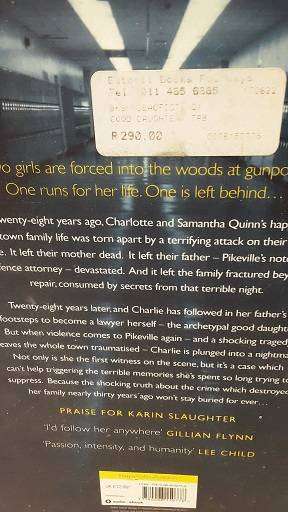 Tel: 011 465 6385
GOOD DAUGHTER TPB
R290.00
o girls are forced into the woods at gunpo
One runs for her life. One is left behind...
wenty-eight years ago, Charlotte and Samantha Quinn's hap
town family life was torn apart by a terrifying attack on their
e. It left their mother dead. It left their father – Pikeville's noto
ence attorney – devastated. And it left the family fractured bey
repair, consumed by secrets from that terrible night.
Twenty-eight years later, and Charlie has followed in her father's
footsteps to become a lawyer herself – the archetypal good daught
But when violence comes to Pikeville again – and a shocking traged
eaves the whole town traumatised – Charlie is plunged into a nightma
Not only is she the first witness on the scene, but it's a case which
can't help triggering the terrible memories she's spent so long trying to
suppress. Because the shocking truth about the crime which destroyed
her family nearly thirty years ago won't stay buried for ever...
PRAISE FOR KARIN SLAUGHTER
'I'd follow her anywhere' GILLIAN FLYNN
'Passion, intensity, and humanity' LEE CHILD